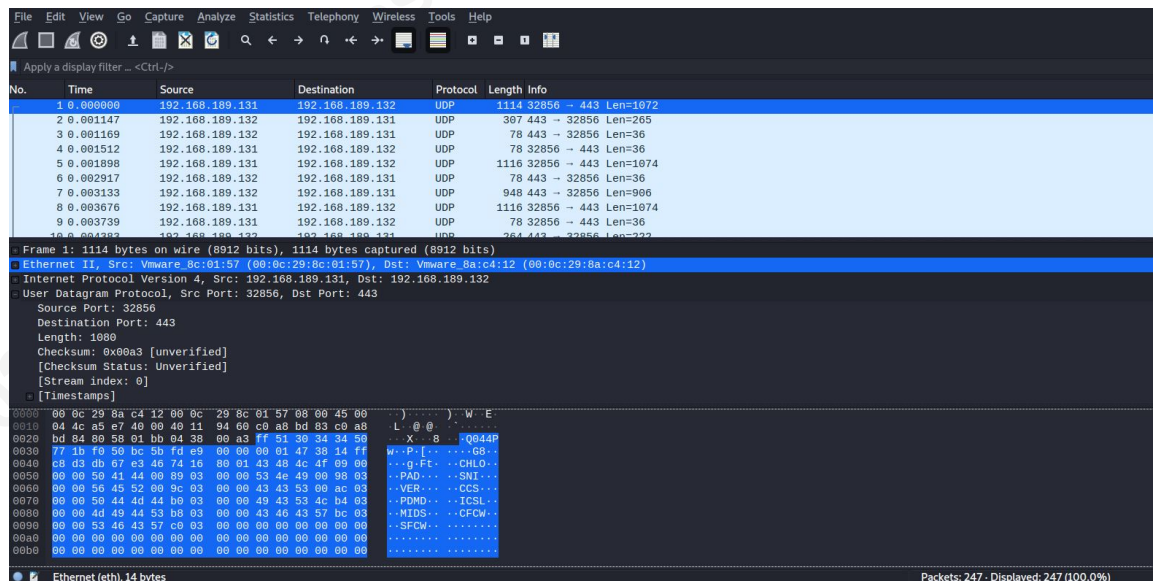 File Edit View Go Capture Analyze Statistics Telephony Wireless Tools Help
Apply a display filter ... <Ctrl-/>
No. Time Source Destination Protocol Length Info
1 0.000000 192.168.189.131 192.168.189.132 UDP 1114 32856 → 443 Len=1072
2 0.001147 192.168.189.132 192.168.189.131 UDP 307 443 → 32856 Len=265
3 0.001169 192.168.189.132 192.168.189.131 UDP 78 443 → 32856 Len=36
4 0.001512 192.168.189.131 192.168.189.132 UDP 78 32856 → 443 Len=36
5 0.001898 192.168.189.131 192.168.189.132 UDP 1116 32856 → 443 Len=1074
6 0.002917 192.168.189.132 192.168.189.131 UDP 78 443 → 32856 Len=36
7 0.003133 192.168.189.132 192.168.189.131 UDP 948 443 → 32856 Len=906
8 0.003676 192.168.189.131 192.168.189.132 UDP 1116 32856 → 443 Len=1074
9 0.003739 192.168.189.131 192.168.189.132 UDP 78 32856 → 443 Len=36
10 0.004383 192.168.189.132 192.168.189.131 UDP 264 443 → 32856 Len=222
Frame 1: 1114 bytes on wire (8912 bits), 1114 bytes captured (8912 bits)
Ethernet II, Src: Vmware_8c:01:57 (00:0c:29:8c:01:57), Dst: Vmware_8a:c4:12 (00:0c:29:8a:c4:12)
Internet Protocol Version 4, Src: 192.168.189.131, Dst: 192.168.189.132
User Datagram Protocol, Src Port: 32856, Dst Port: 443
Source Port: 32856
Destination Port: 443
Length: 1080
Checksum: 0x00a3 [unverified]
[Checksum Status: Unverified]
[Stream index: 0]
[Timestamps]
0000 00 0c 29 8a c4 12 00 0c 29 8c 01 57 08 00 45 00 ··)····· )··W··E·
0010 04 4c a5 e7 40 00 40 11 94 60 c0 a8 bd 83 c0 a8 ·L··@·@· ·`······
0020 bd 84 80 58 01 bb 04 38 00 a3 ff 51 30 34 34 50 ···X···8 ···Q044P
0030 77 1b f0 50 bc 5b fd e9 00 00 00 01 47 38 14 ff w··P·[·· ····G8··
0040 c8 d3 db 67 e3 46 74 16 80 01 43 48 4c 4f 09 00 ···g·Ft· ··CHLO··
0050 00 00 50 41 44 00 89 03 00 00 53 4e 49 00 98 03 ··PAD··· ··SNI···
0060 00 00 56 45 52 00 9c 03 00 00 43 43 53 00 ac 03 ··VER··· ··CCS···
0070 00 00 50 44 4d 44 b0 03 00 00 49 43 53 4c b4 03 ··PDMD·· ··ICSL··
0080 00 00 4d 49 44 53 b8 03 00 00 43 46 43 57 bc 03 ··MIDS·· ··CFCW··
0090 00 00 53 46 43 57 c0 03 00 00 00 00 00 00 00 00 ··SFCW·· ········
00a0 00 00 00 00 00 00 00 00 00 00 00 00 00 00 00 00 ········ ········
00b0 00 00 00 00 00 00 00 00 00 00 00 00 00 00 00 00 ········ ········
Ethernet (eth), 14 bytes Packets: 247 · Displayed: 247 (100.0%)